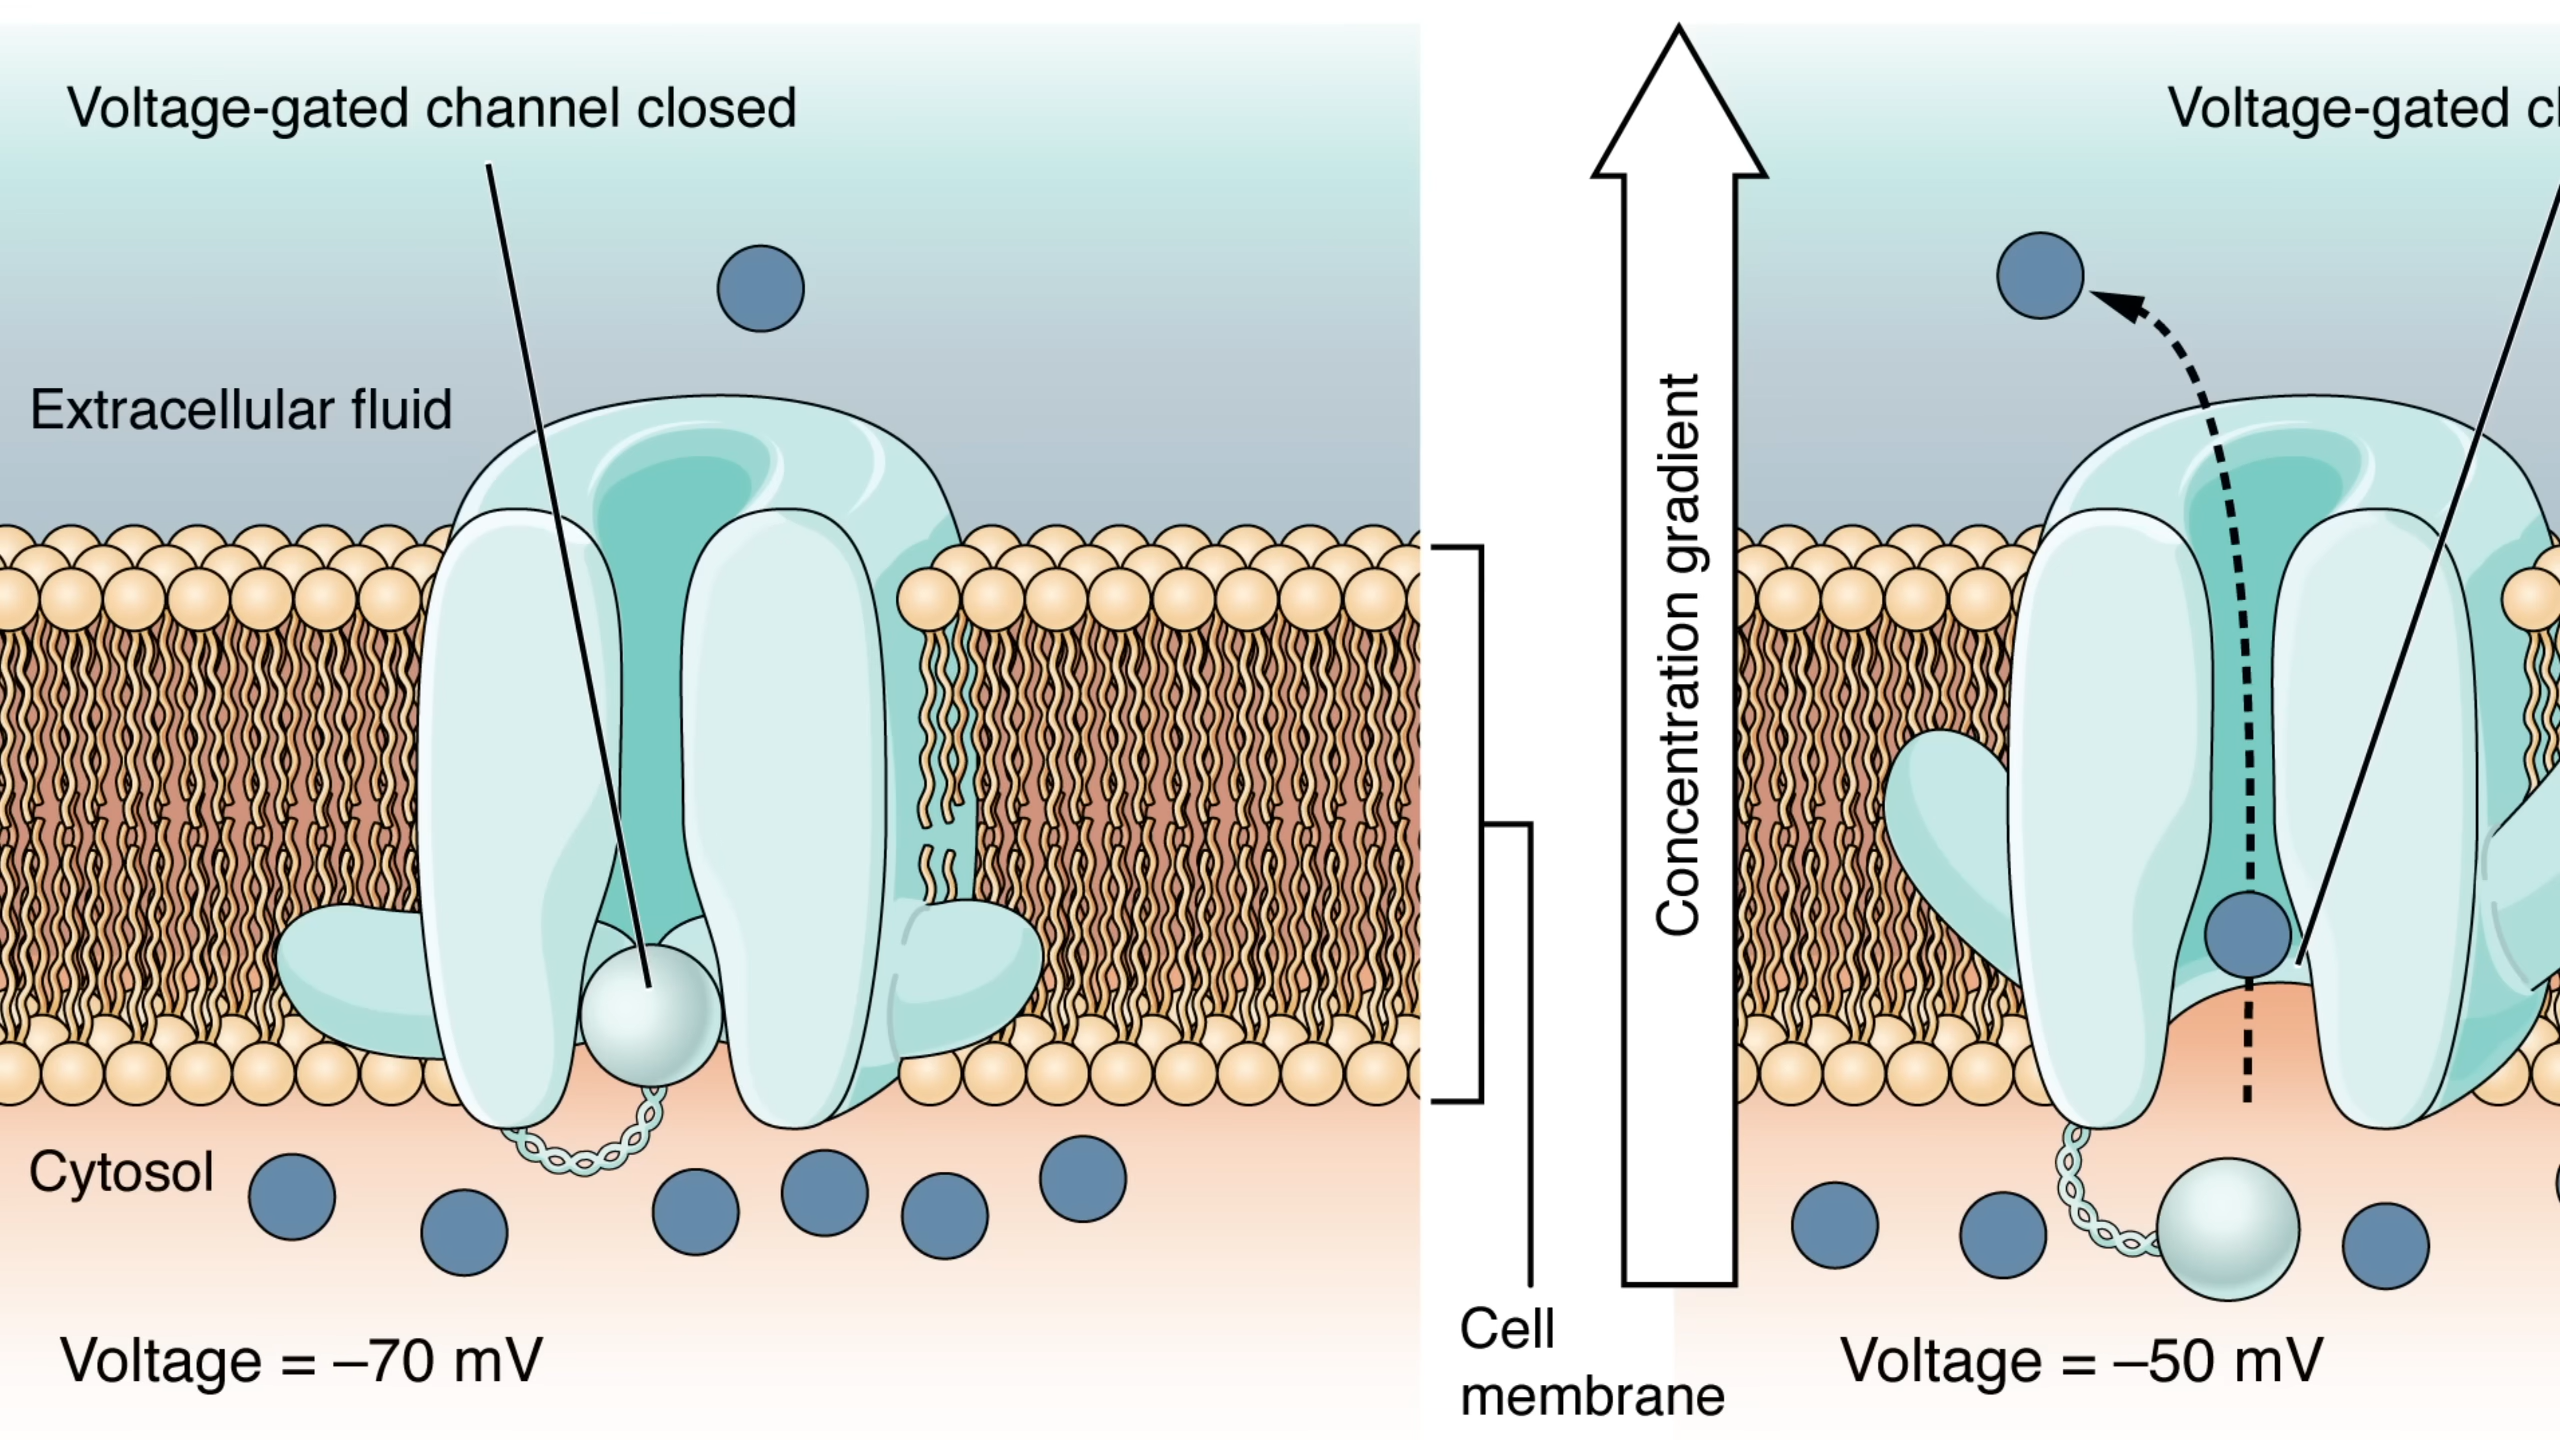 Voltage-gated channel closed
Extracellular fluid
Cytosol
Voltage = –70 mV
Cell
membrane
Concentration gradient
Voltage-gated
Voltage = –50 mV